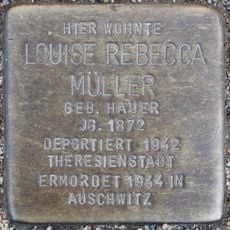 HIER WOHNTE
LOUISE REBECCA
MÜLLER
GEB. HAUER
JG. 1872
DEPORTIERT 1942
THERESIENSTADT
ERMORDET 1944 IN
AUSCHWITZ